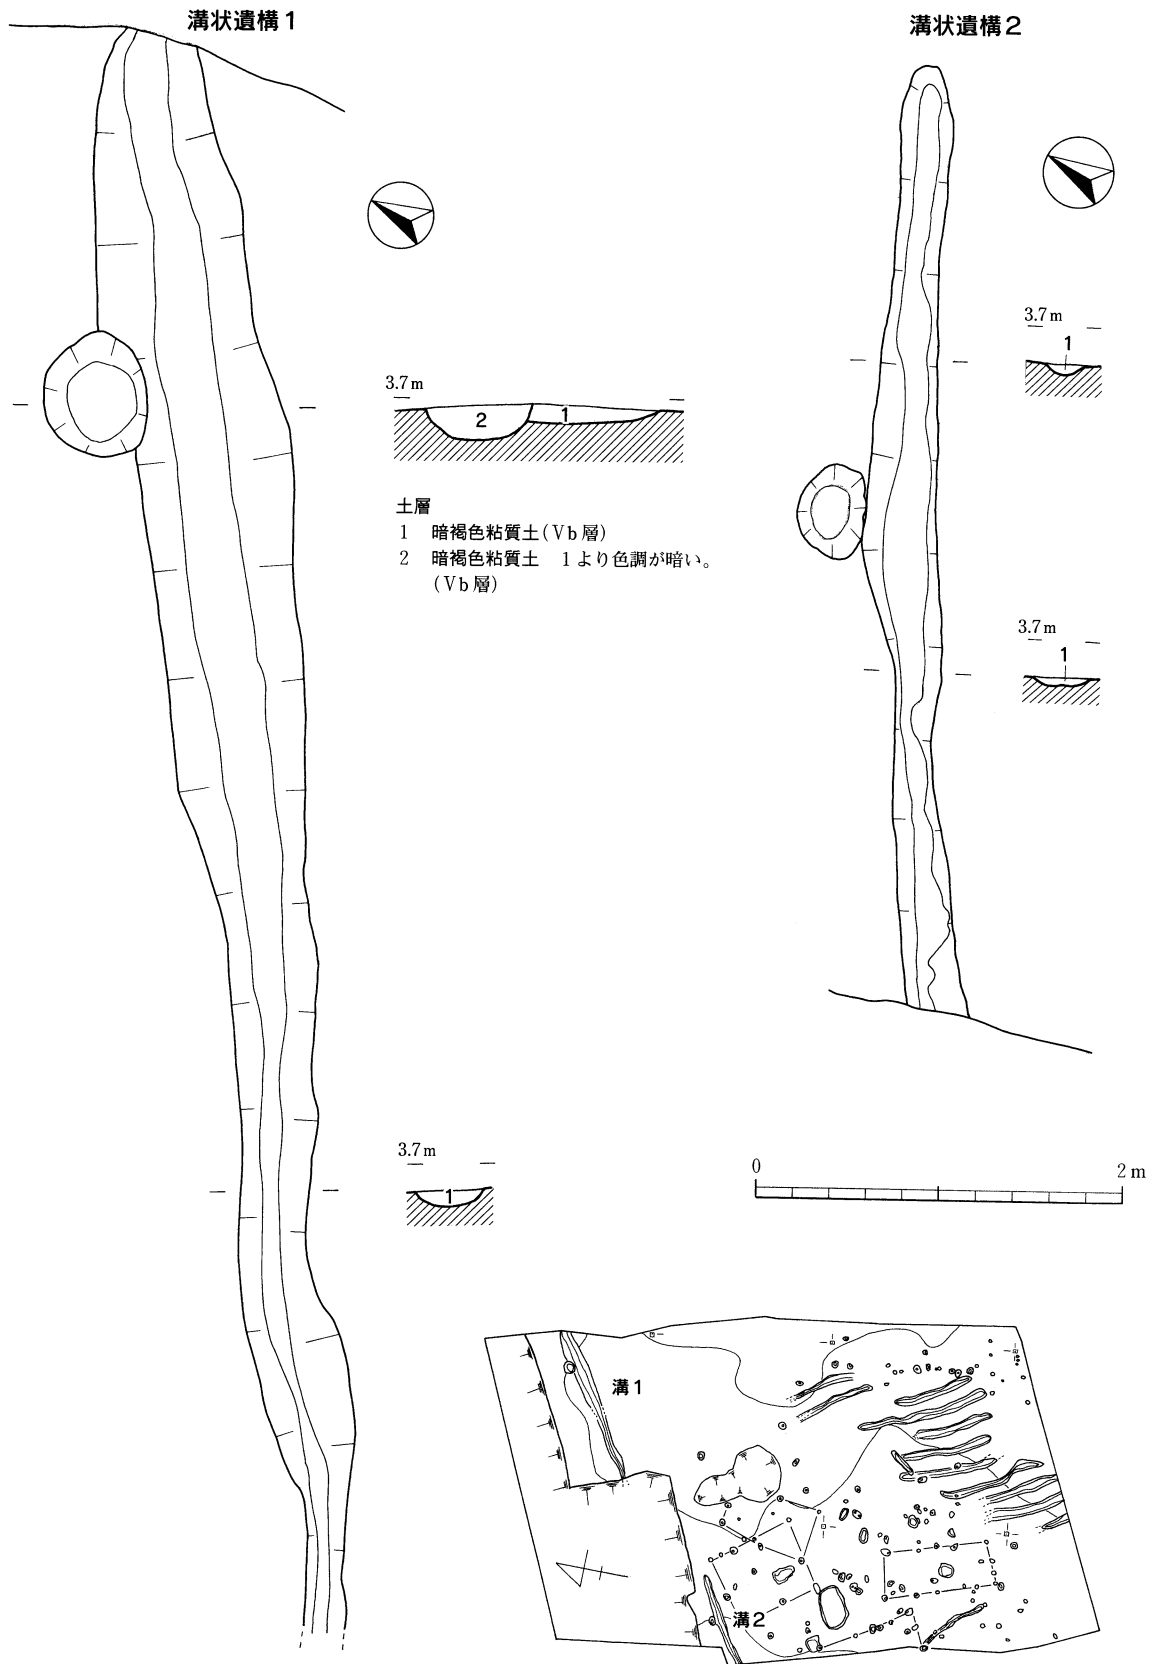 溝状遺構1
溝状遺構2
3.7m
1
3.7m
2 1
土層
1 暗褐色粘質土(Ⅴb層)
2 暗褐色粘質土 1より色調が暗い。
(Ⅴb層)
3.7m
1
3.7m
1
0 2m
溝1
溝2